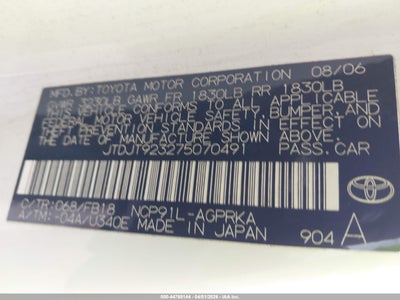 MFD. BY: TOYOTA MOTOR CORPORATION 08/06
GVWR 3230LB GAWR FR 1830LB RR 1830LB
THIS VEHICLE CONFORMS TO ALL APPLICABLE
FEDERAL MOTOR VEHICLE SAFETY, BUMPER, AND
THEFT PREVENTION STANDARDS IN EFFECT ON
THE DATE OF MANUFACTURE SHOWN ABOVE.
JTDJT923275070491 PASS. CAR
C/TR: 068/FB18 NCP91L-AGPRKA
A/TM: -04A/U340E MADE IN JAPAN 904 A
TOYOTA